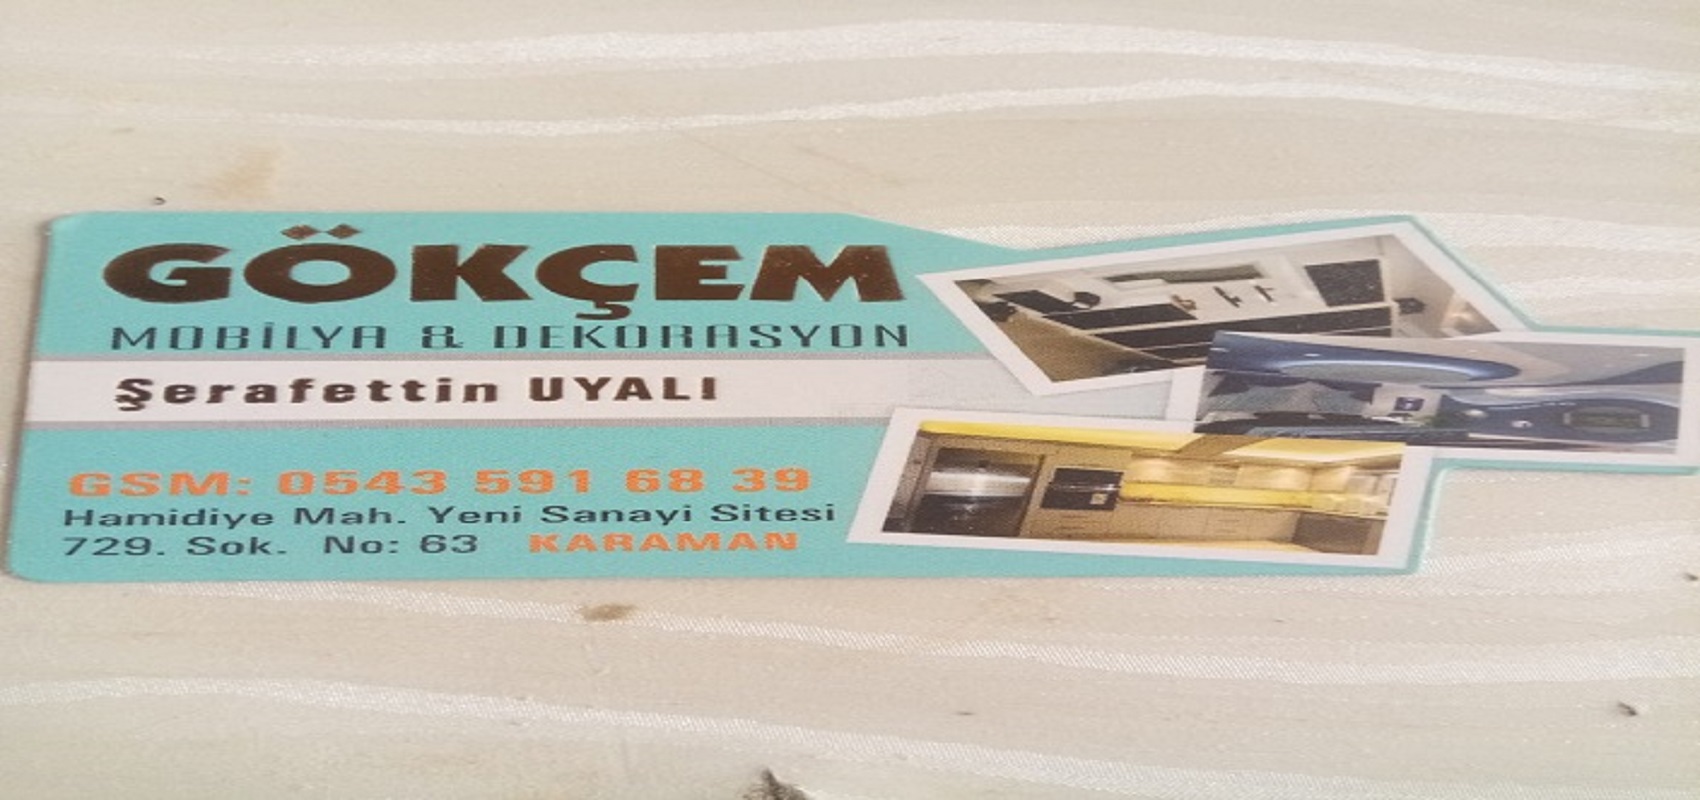 GÖKÇEM
MOBİLYA & DEKORASYON
Şerafettin UYALI
GSM: 0543 591 68 39
Hamidiye Mah. Yeni Sanayi Sitesi
729. Sok. No: 63 KARAMAN